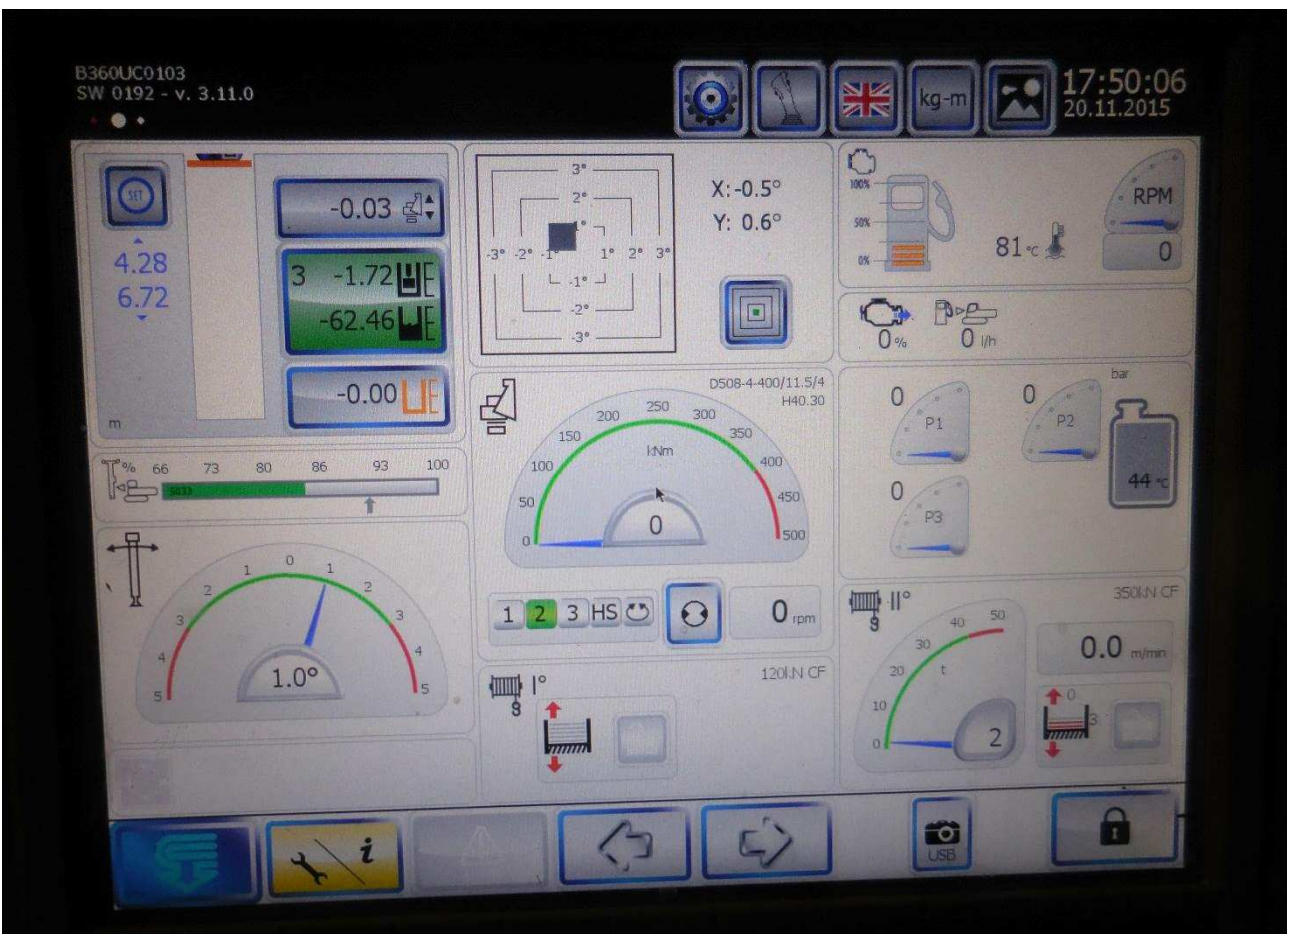 B360UC0103
SW 0192 - v. 3.11.0
kg-m
17:50:06
20.11.2015
SET
4.28
6.72
m
-0.03
3 -1.72 E
-62.46 E
-0.00 E
3°
2°
1°
-3° -2° -1° 1° 2° 3°
-1°
-2°
-3°
X:-0.5°
Y: 0.6°
100%
50%
0%
81 °C
RPM
0
0 %
0 l/h
% 66 73 80 86 93 100
5033
D508-4-400/11.5/4
H40.30
0 50 100 150 200 250 300 350 400 450 500
kNm
0
1 2 3 HS
0 rpm
bar
0 P1
0 P2
0 P3
44 °C
5 4 3 2 1 0 1 2 3 4 5
1.0°
I°
120kN CF
II°
350kN CF
0 10 20 30 40 50
t
2
0.0 m/min
0
3
i
USB